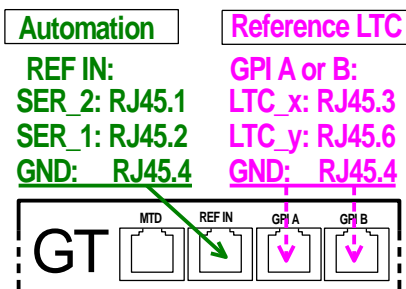 Automation Reference LTC
REF IN: GPI A or B:
SER_2: RJ45.1 LTC_x: RJ45.3
SER_1: RJ45.2 LTC_y: RJ45.6
GND: RJ45.4 GND: RJ45.4
MTD REF IN GPI A GPI B
GT